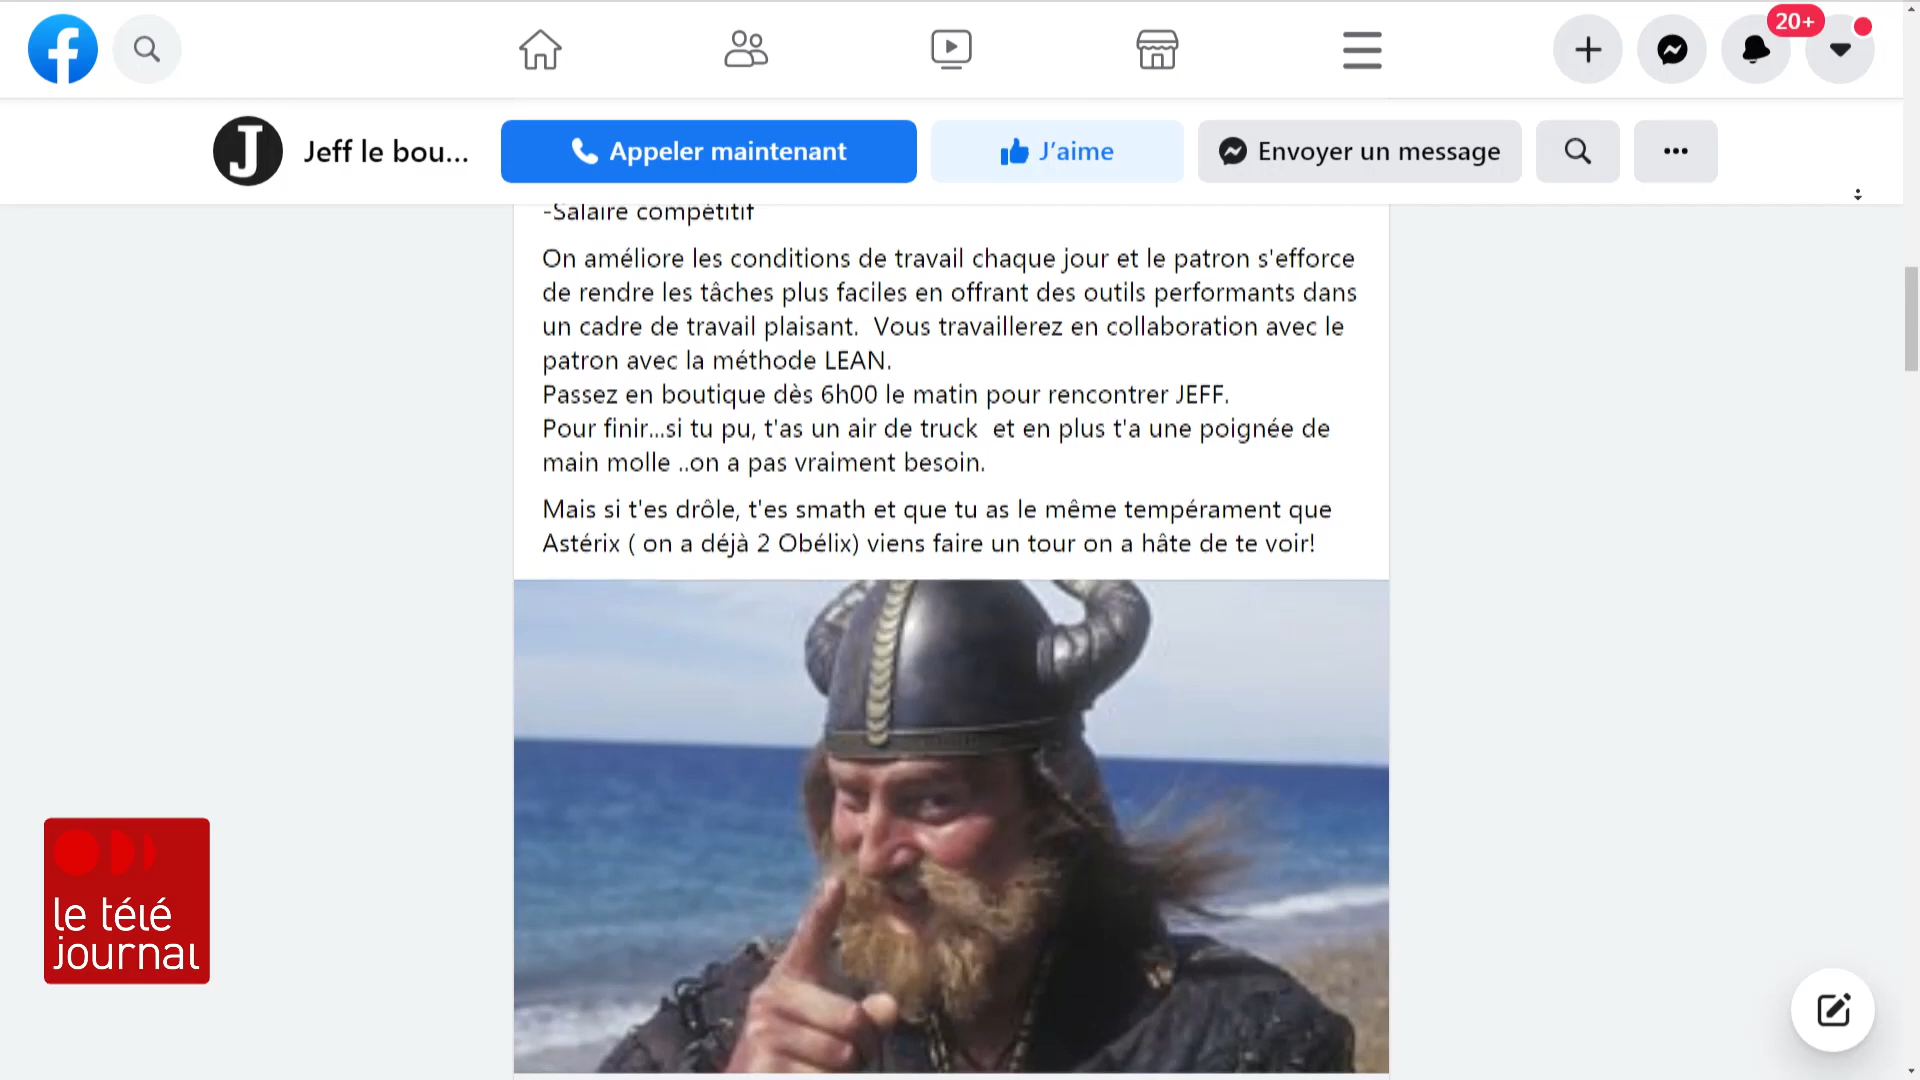 20+
J
Jeff le bou...
Appeler maintenant
J'aime
Envoyer un message
-Salaire compétitif
On améliore les conditions de travail chaque jour et le patron s'efforce
de rendre les tâches plus faciles en offrant des outils performants dans
un cadre de travail plaisant. Vous travaillerez en collaboration avec le
patron avec la méthode LEAN.
Passez en boutique dès 6h00 le matin pour rencontrer JEFF.
Pour finir...si tu pu, t'as un air de truck et en plus t'a une poignée de
main molle ..on a pas vraiment besoin.
Mais si t'es drôle, t'es smath et que tu as le même tempérament que
Astérix ( on a déjà 2 Obélix) viens faire un tour on a hâte de te voir!
le télé
journal